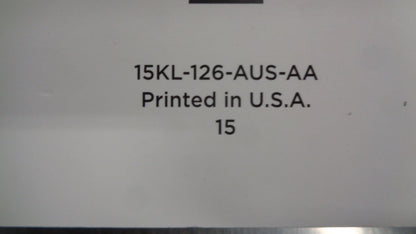 15KL-126-AUS-AA
Printed in U.S.A.
15